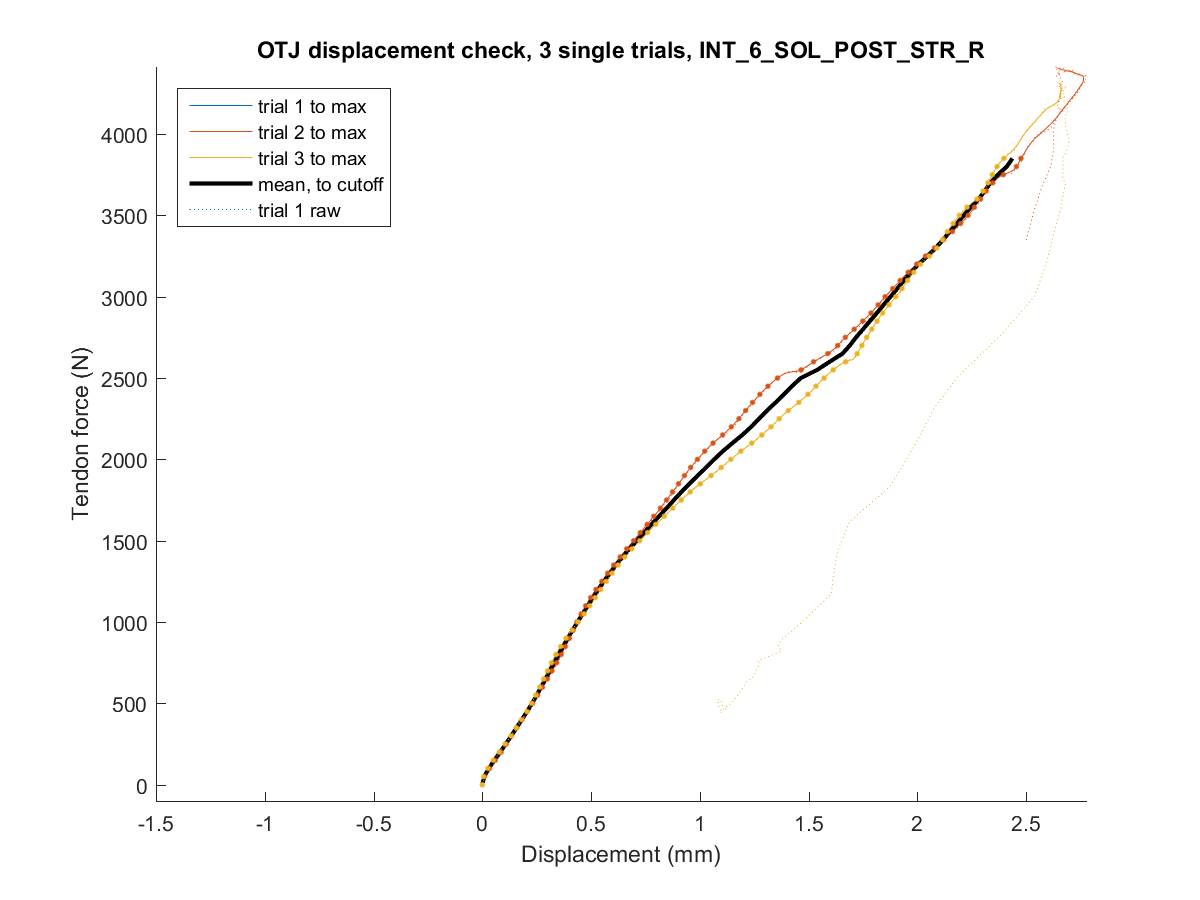 OTJ displacement check, 3 single trials, INT_6_SOL_POST_STR_R
trial 1 to max
trial 2 to max
trial 3 to max
mean, to cutoff
trial 1 raw
Tendon force (N)
4000
3500
3000
2500
2000
1500
1000
500
0
-1.5 -1 -0.5 0 0.5 1 1.5 2 2.5
Displacement (mm)